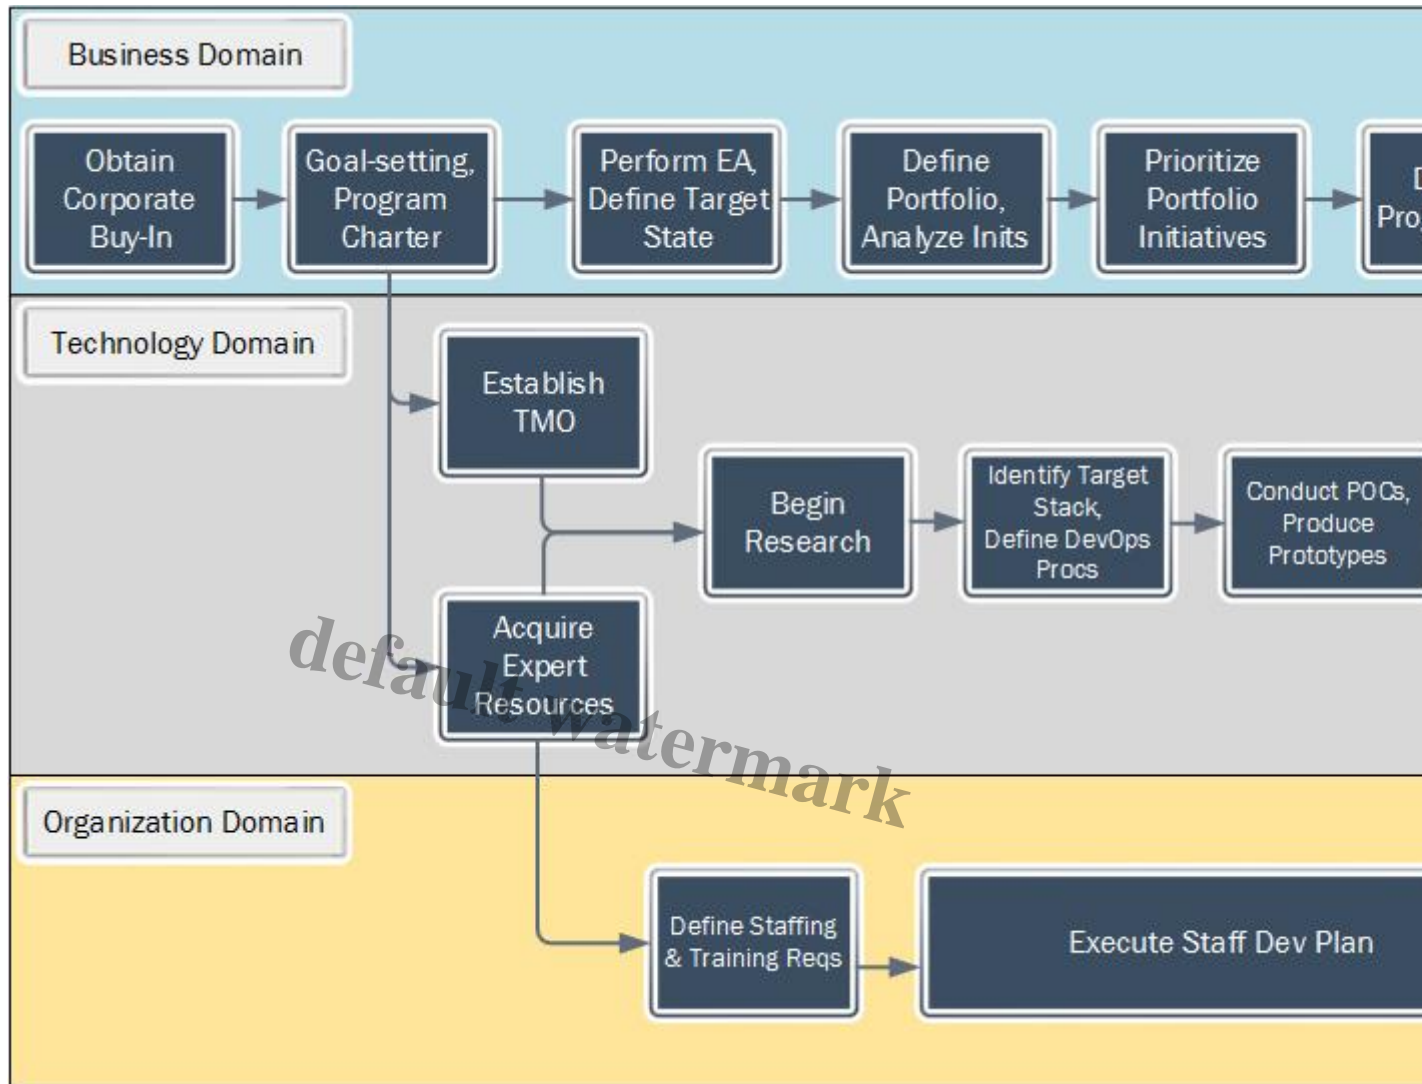 Business Domain
Obtain
Corporate
Buy-In
Goal-setting,
Program
Charter
Perform EA,
Define Target
State
Define
Portfolio,
Analyze Inits
Prioritize
Portfolio
Initiatives
Technology Domain
Establish
TMO
Acquire
Expert
Resources
Begin
Research
Identify Target
Stack,
Define DevOps
Procs
Conduct POCs,
Produce
Prototypes
default watermark
Organization Domain
Define Staffing
& Training Reqs
Execute Staff Dev Plan